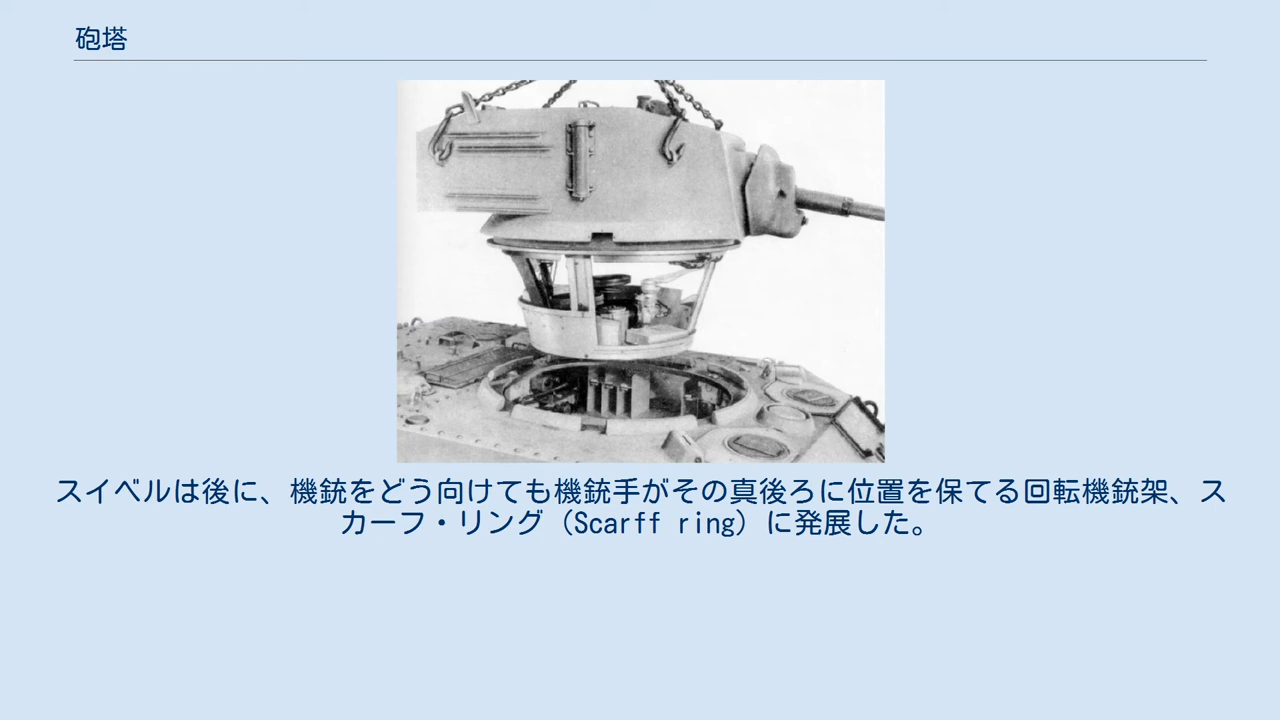 砲塔
スイベルは後に、機銃をどう向けても機銃手がその真後ろに位置を保てる回転機銃架、ス
カーフ・リング（Scarff ring）に発展した。